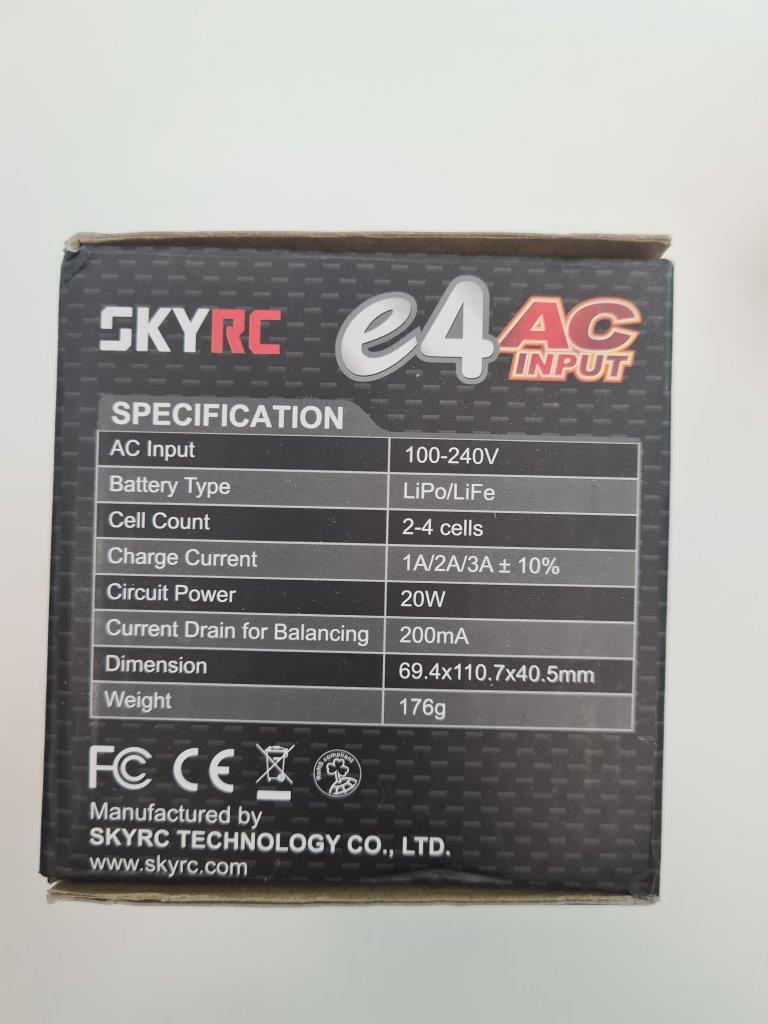 SKYRC e4 AC INPUT
SPECIFICATION
AC Input 100-240V
Battery Type LiPo/LiFe
Cell Count 2-4 cells
Charge Current 1A/2A/3A ± 10%
Circuit Power 20W
Current Drain for Balancing 200mA
Dimension 69.4x110.7x40.5mm
Weight 176g
FC CE RoHS compliant
Manufactured by
SKYRC TECHNOLOGY CO., LTD.
www.skyrc.com